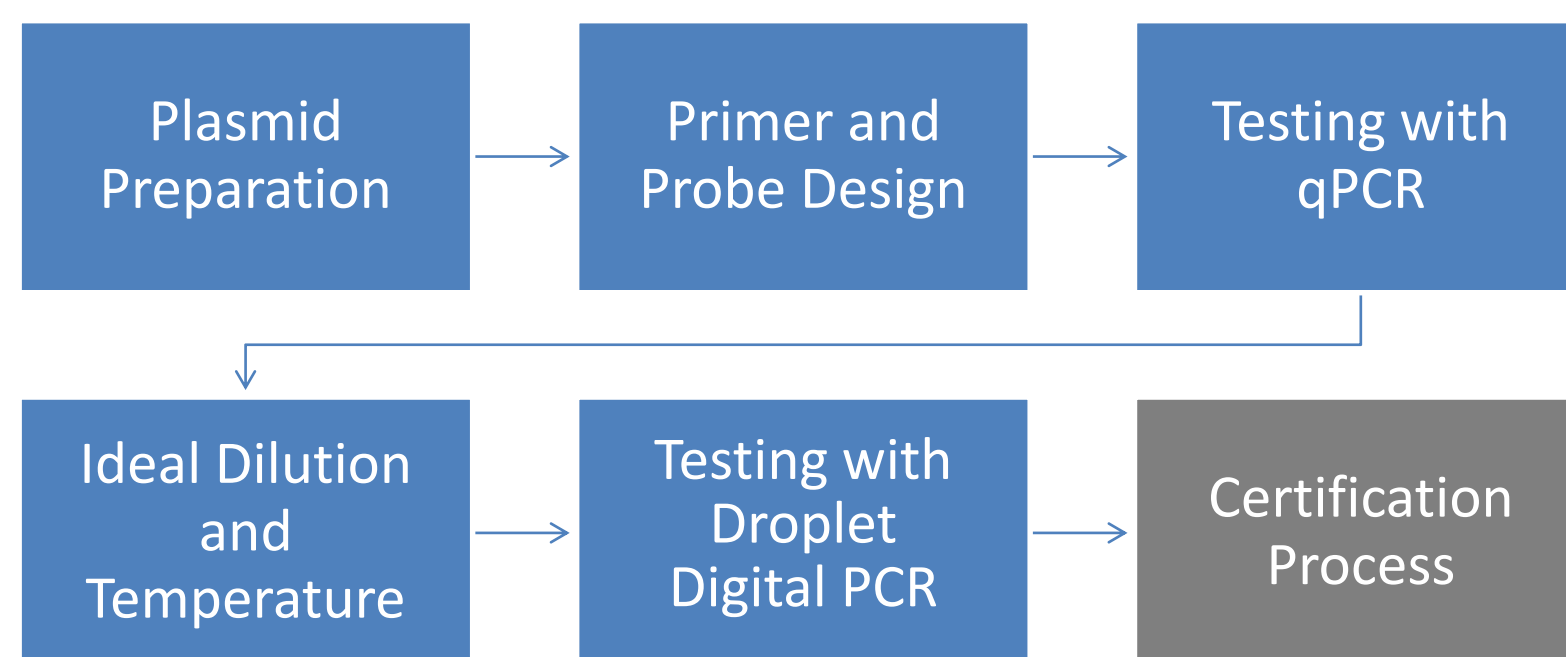 Plasmid
Preparation
Primer and
Probe Design
Testing with
qPCR
Ideal Dilution
and
Temperature
Testing with
Droplet
Digital PCR
Certification
Process